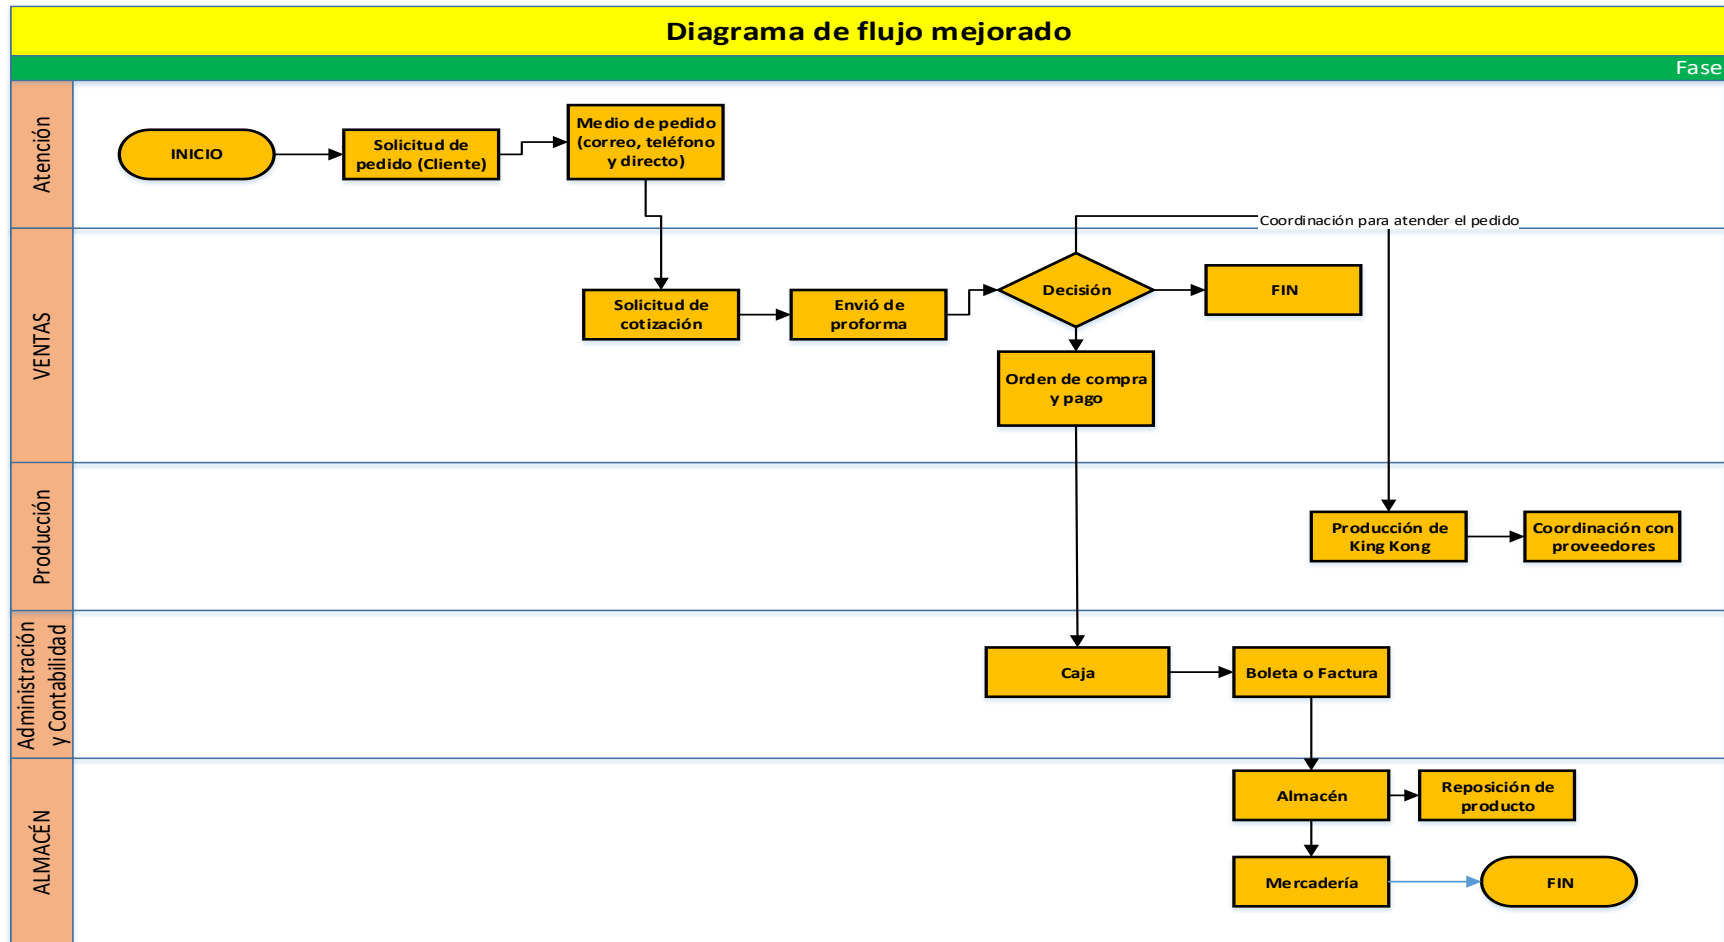 Diagrama de flujo mejorado
Fase
Atención
INICIO
Solicitud de
pedido (Cliente)
Medio de pedido
(correo, teléfono
y directo)
Coordinación para atender el pedido
VENTAS
Solicitud de
cotización
Envió de
proforma
Decisión
FIN
Orden de compra
y pago
Producción
Producción de
King Kong
Coordinación con
proveedores
Administración
y Contabilidad
Caja
Boleta o Factura
ALMACÉN
Almacén
Reposición de
producto
Mercadería
FIN